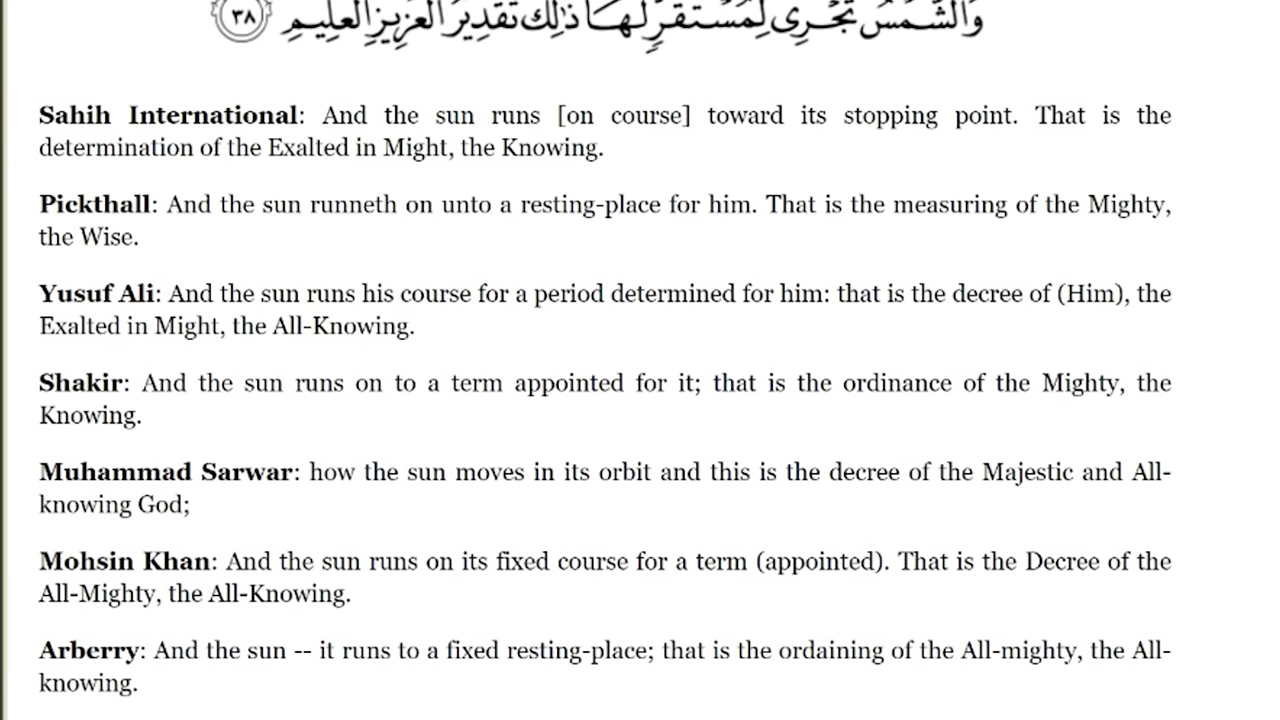 وَالشَّمْسُ تَجْرِى لِمُسْتَقَرٍّ لَّهَا ذَٰلِكَ تَقْدِيرُ الْعَزِيزِ الْعَلِيمِ ٣٨
Sahih International: And the sun runs [on course] toward its stopping point. That is the
determination of the Exalted in Might, the Knowing.
Pickthall: And the sun runneth on unto a resting-place for him. That is the measuring of the Mighty,
the Wise.
Yusuf Ali: And the sun runs his course for a period determined for him: that is the decree of (Him), the
Exalted in Might, the All-Knowing.
Shakir: And the sun runs on to a term appointed for it; that is the ordinance of the Mighty, the
Knowing.
Muhammad Sarwar: how the sun moves in its orbit and this is the decree of the Majestic and All-
knowing God;
Mohsin Khan: And the sun runs on its fixed course for a term (appointed). That is the Decree of the
All-Mighty, the All-Knowing.
Arberry: And the sun -- it runs to a fixed resting-place; that is the ordaining of the All-mighty, the All-
knowing.